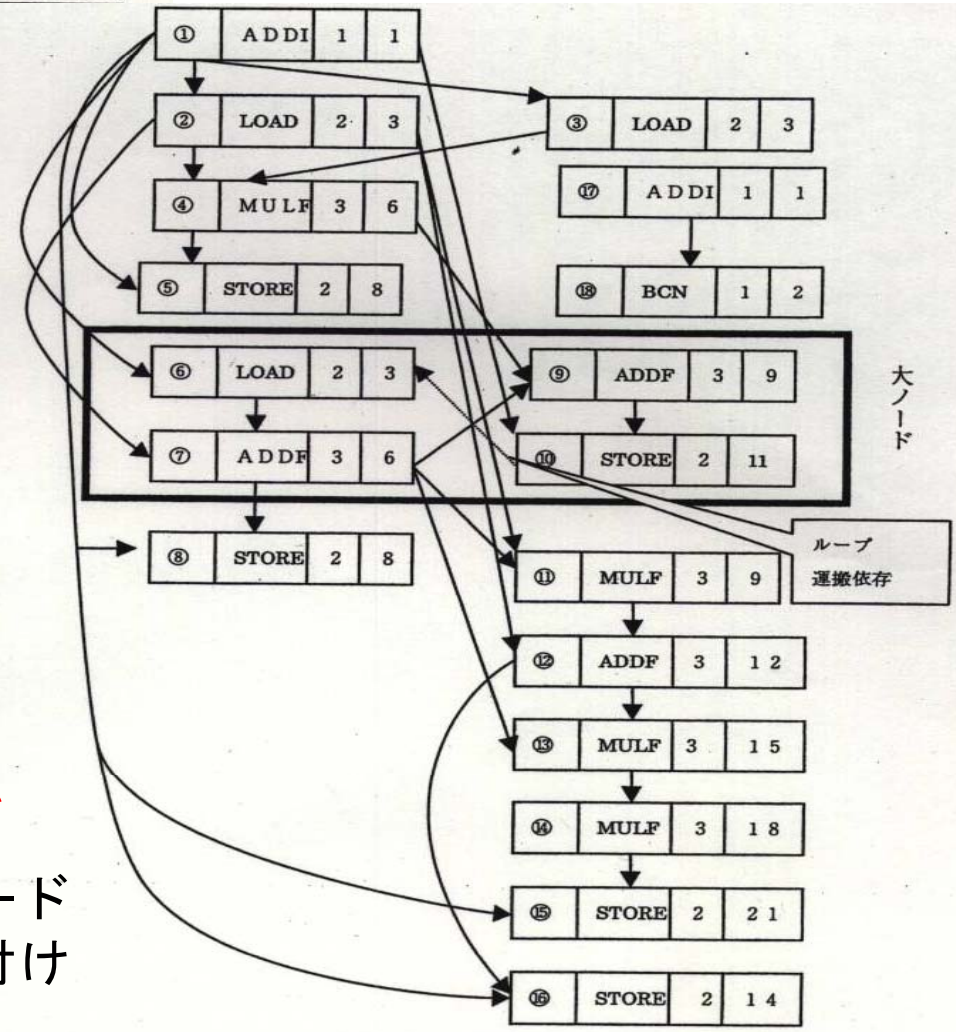 ① ADDI 1 1
② LOAD 2 3
③ LOAD 2 3
④ MULF 3 6
⑰ ADDI 1 1
⑤ STORE 2 8
⑱ BCN 1 2
⑥ LOAD 2 3
⑨ ADDF 3 9
大ノード
⑦ ADDF 3 6
⑩ STORE 2 11
⑧ STORE 2 8
ループ
運搬依存
⑪ MULF 3 9
⑫ ADDF 3 12
⑬ MULF 3 15
⑭ MULF 3 18
ード
⑮ STORE 2 21
付け
⑯ STORE 2 14